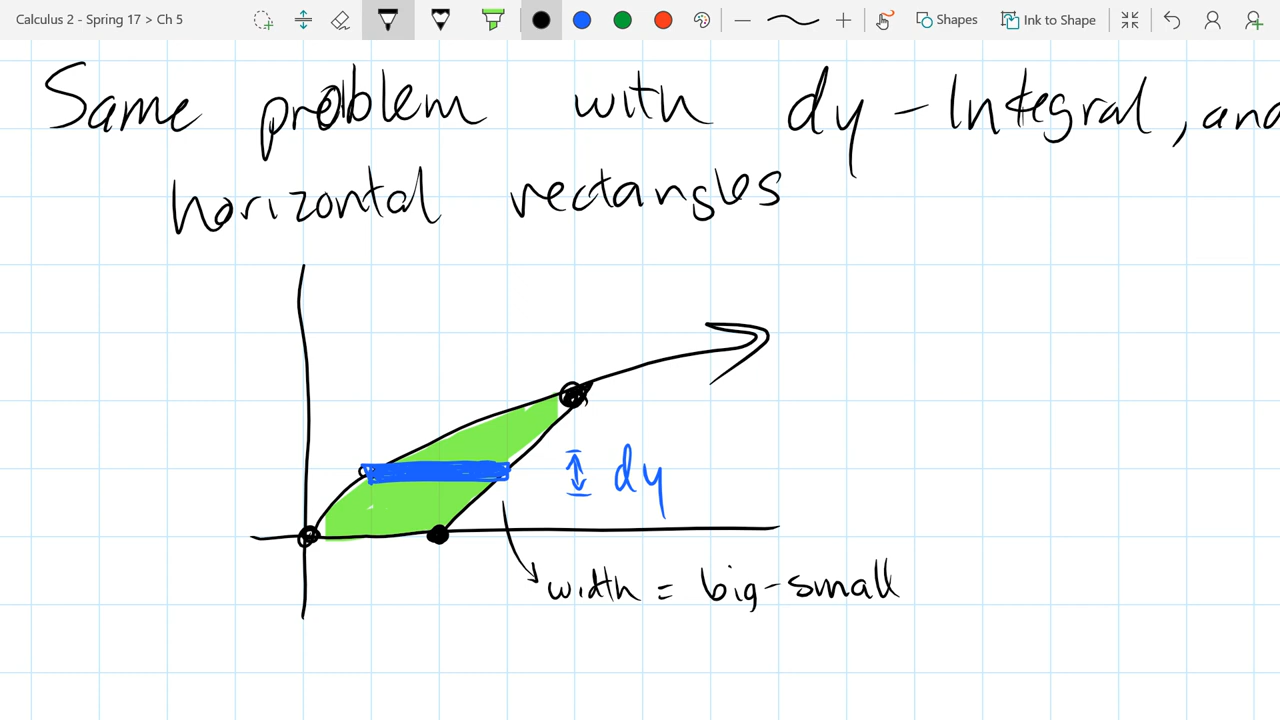 Calculus 2 - Spring 17 > Ch 5
Shapes
Ink to Shape
Same problem with dy - Integral, and
horizontal rectangles
dy
width = big - small